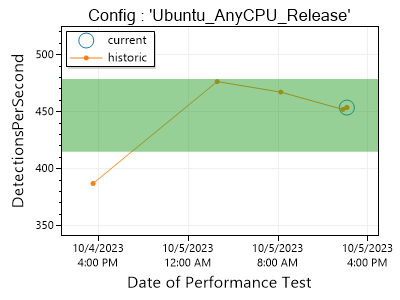 Config : 'Ubuntu_AnyCPU_Release'
current
historic
DetectionsPerSecond
500
450
400
350
10/4/2023
4:00 PM
10/5/2023
12:00 AM
10/5/2023
8:00 AM
10/5/2023
4:00 PM
Date of Performance Test